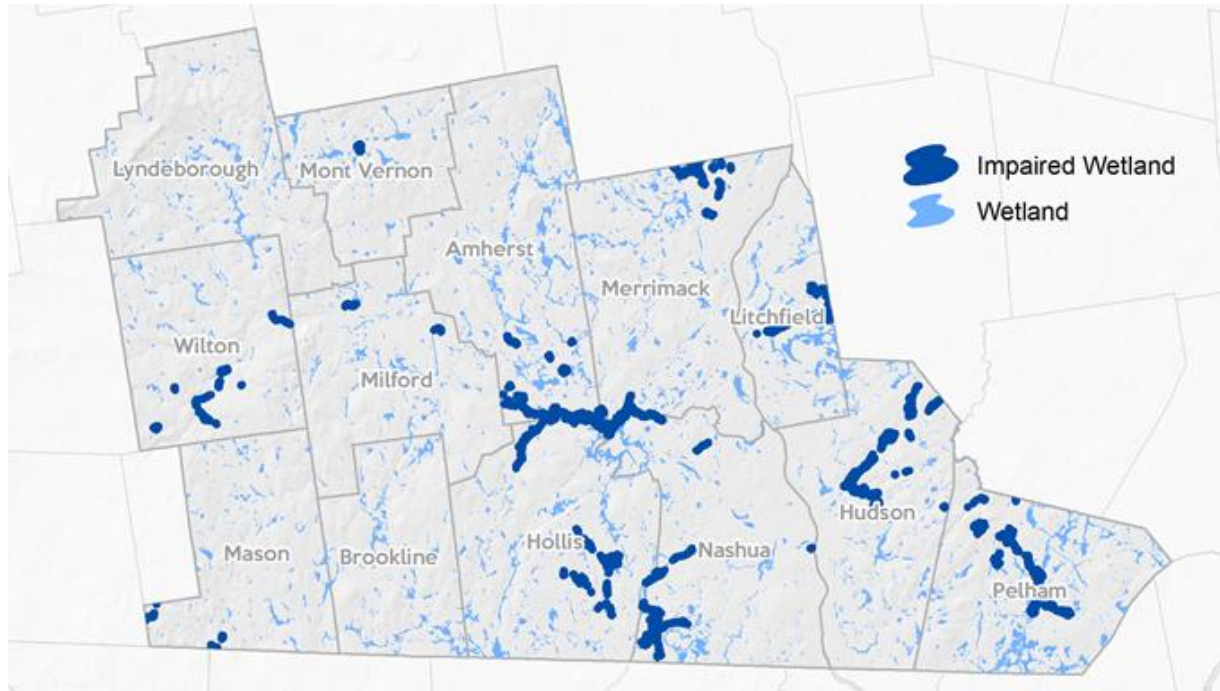 Lyndeborough
Mont Vernon
Impaired Wetland
Wetland
Amherst
Merrimack
Litchfield
Wilton
Milford
Hudson
Hollis
Nashua
Mason
Brookline
Pelham